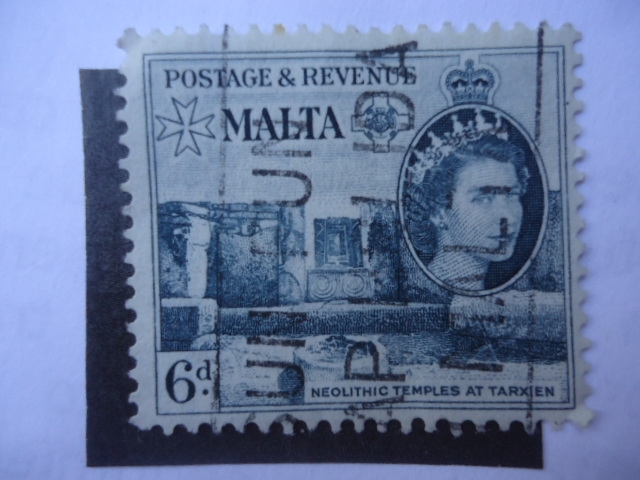 POSTAGE & REVENUE
MALTA
6d.
NEOLITHIC TEMPLES AT TARXIEN